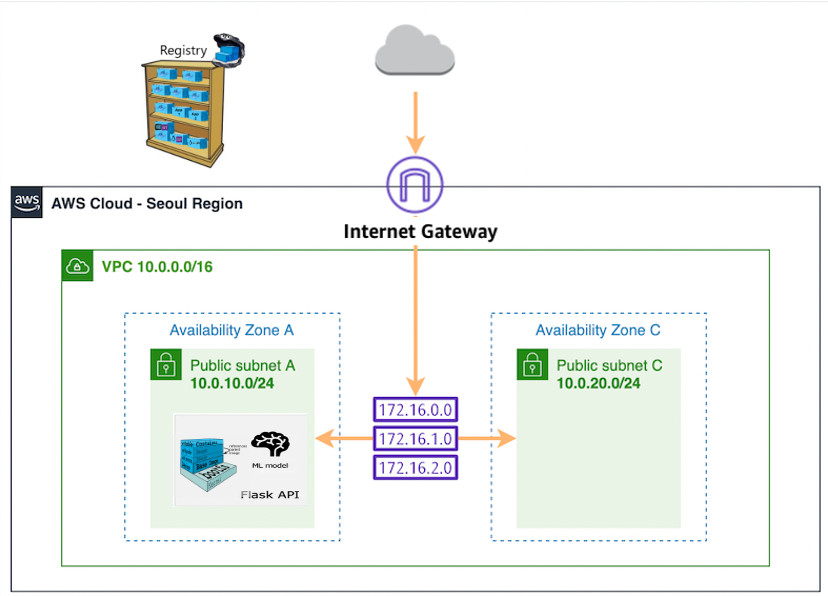 Registry
aws
AWS Cloud - Seoul Region
Internet Gateway
VPC 10.0.0.0/16
Availability Zone A
Public subnet A
10.0.10.0/24
ML model
Flask API
172.16.0.0
172.16.1.0
172.16.2.0
Availability Zone C
Public subnet C
10.0.20.0/24